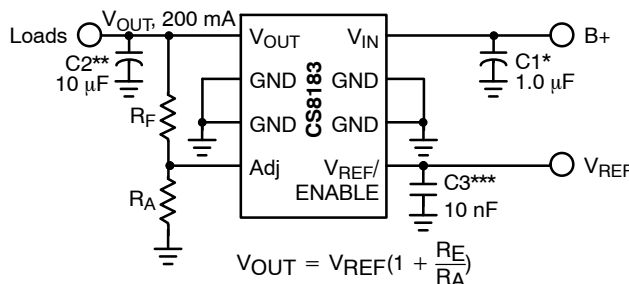 VOUT, 200 mA
Loads
VOUT
VIN
B+
C2**
10 μF
C1*
1.0 μF
GND
GND
CS8183
RF
GND
GND
Adj
VREF/
ENABLE
VREF
RA
C3***
10 nF
VOUT = VREF(1 + RE/RA)